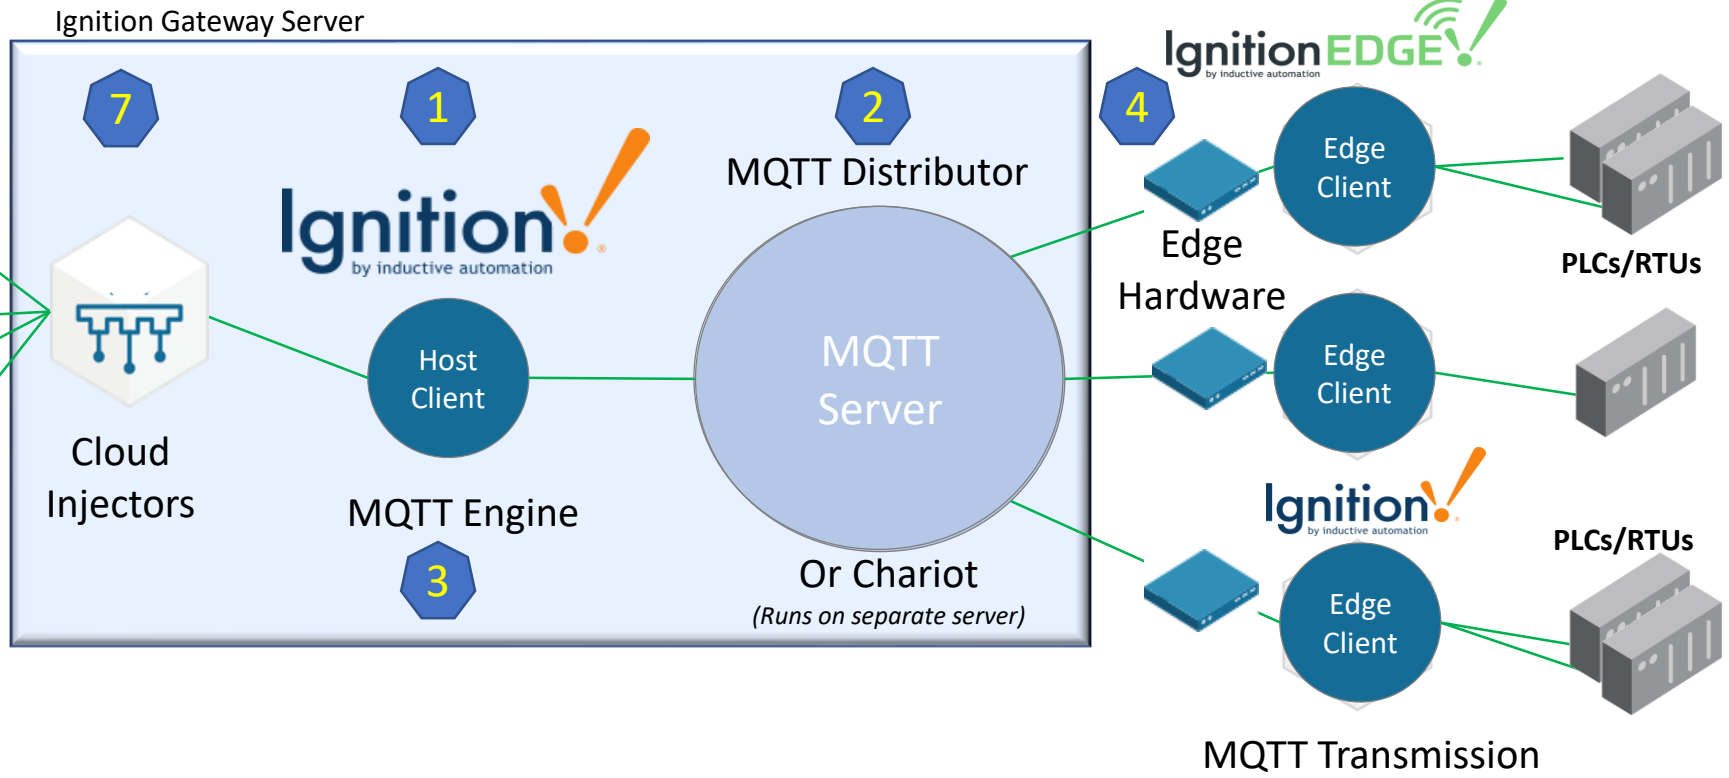 Ignition Gateway Server
7
1
2
4
Ignition EDGE
by inductive automation
MQTT Distributor
Ignition
by inductive automation
Edge
Client
Edge
Hardware
PLCs/RTUs
Host
Client
MQTT
Server
Edge
Client
Cloud
Injectors
MQTT Engine
3
Or Chariot
(Runs on separate server)
Ignition
by inductive automation
PLCs/RTUs
Edge
Client
MQTT Transmission